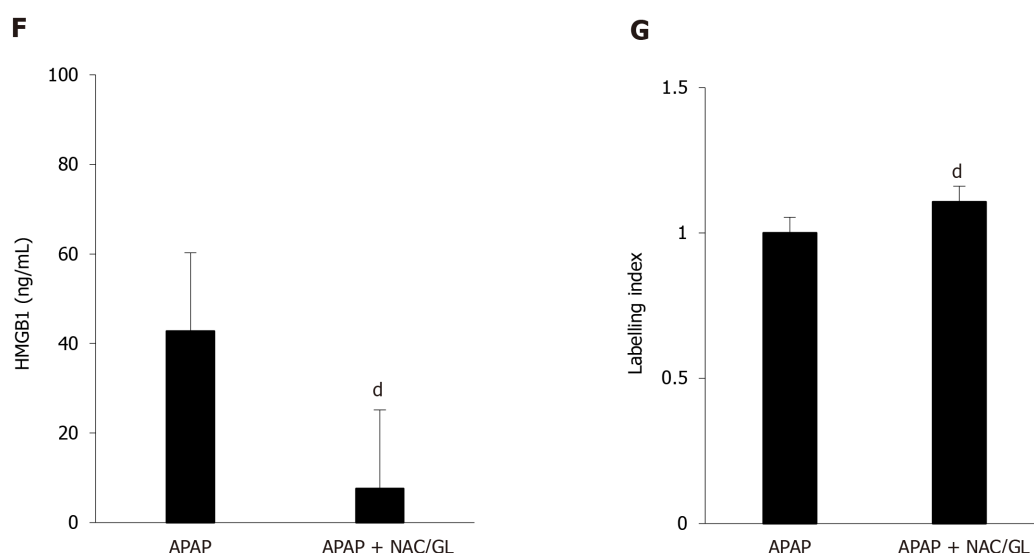 F
100
80
60
40
20
0
HMGB1 (ng/mL)
d
APAP
APAP + NAC/GL
G
1.5
1
0.5
0
Labelling index
d
APAP
APAP + NAC/GL